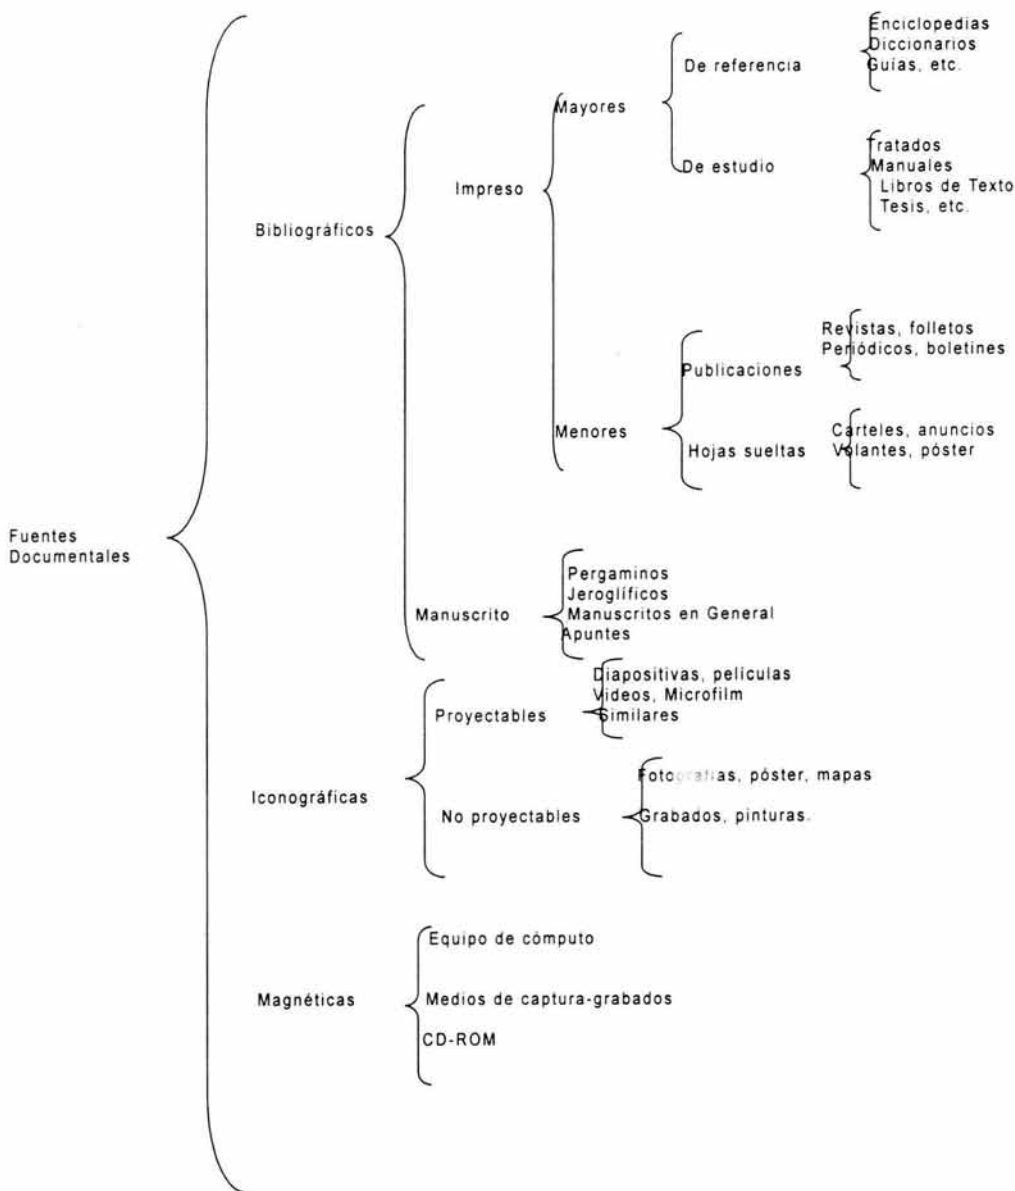 Enciclopedias
Diccionarios
Guías, etc.
De referencia
Mayores
De estudio
Tratados
Manuales
Libros de Texto
Tesis, etc.
Impreso
Bibliográficos
Revistas, folletos
Periódicos, boletines
Publicaciones
Menores
Hojas sueltas
Carteles, anuncios
Volantes, póster
Fuentes
Documentales
Pergaminos
Jeroglíficos
Manuscrito
Manuscritos en General
Apuntes
Diapositivas, películas
Videos, Microfilm
Similares
Proyectables
Iconográficas
Fotografías, póster, mapas
No proyectables
Grabados, pinturas.
Equipo de cómputo
Magnéticas
Medios de captura-grabados
CD-ROM